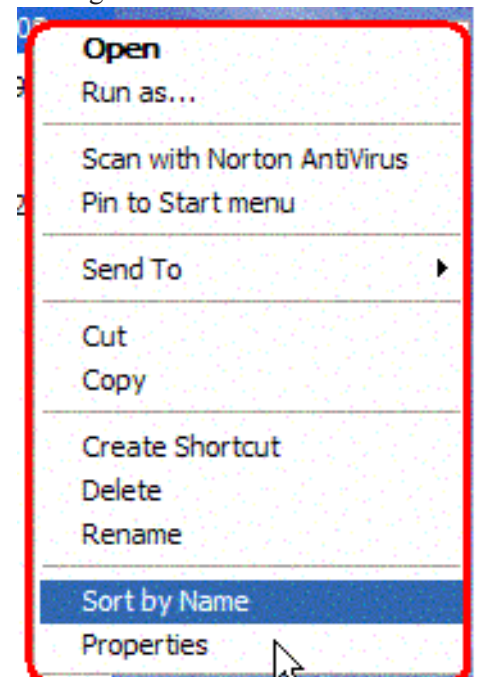 Open
Run as...
Scan with Norton AntiVirus
Pin to Start menu
Send To
Cut
Copy
Create Shortcut
Delete
Rename
Sort by Name
Properties